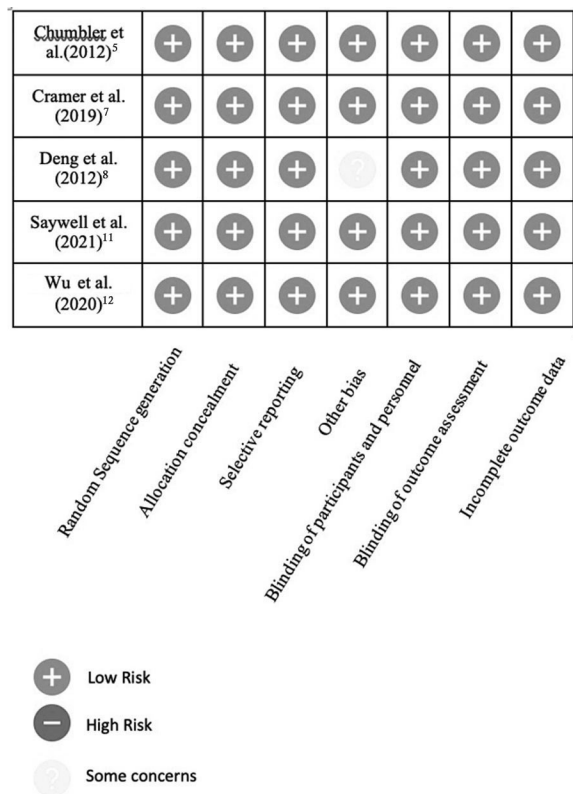 Chumbler et
al.(2012)5
+ + + + + + +
Cramer et al.
(2019)7
+ + + + + + +
Deng et al.
(2012)8
+ + + ? + + +
Saywell et al.
(2021)11
+ + + + + + +
Wu et al.
(2020)12
+ + + + + + +
Random Sequence generation
Allocation concealment
Selective reporting
Other bias
Blinding of participants and personnel
Blinding of outcome assessment
Incomplete outcome data
+ Low Risk
− High Risk
? Some concerns